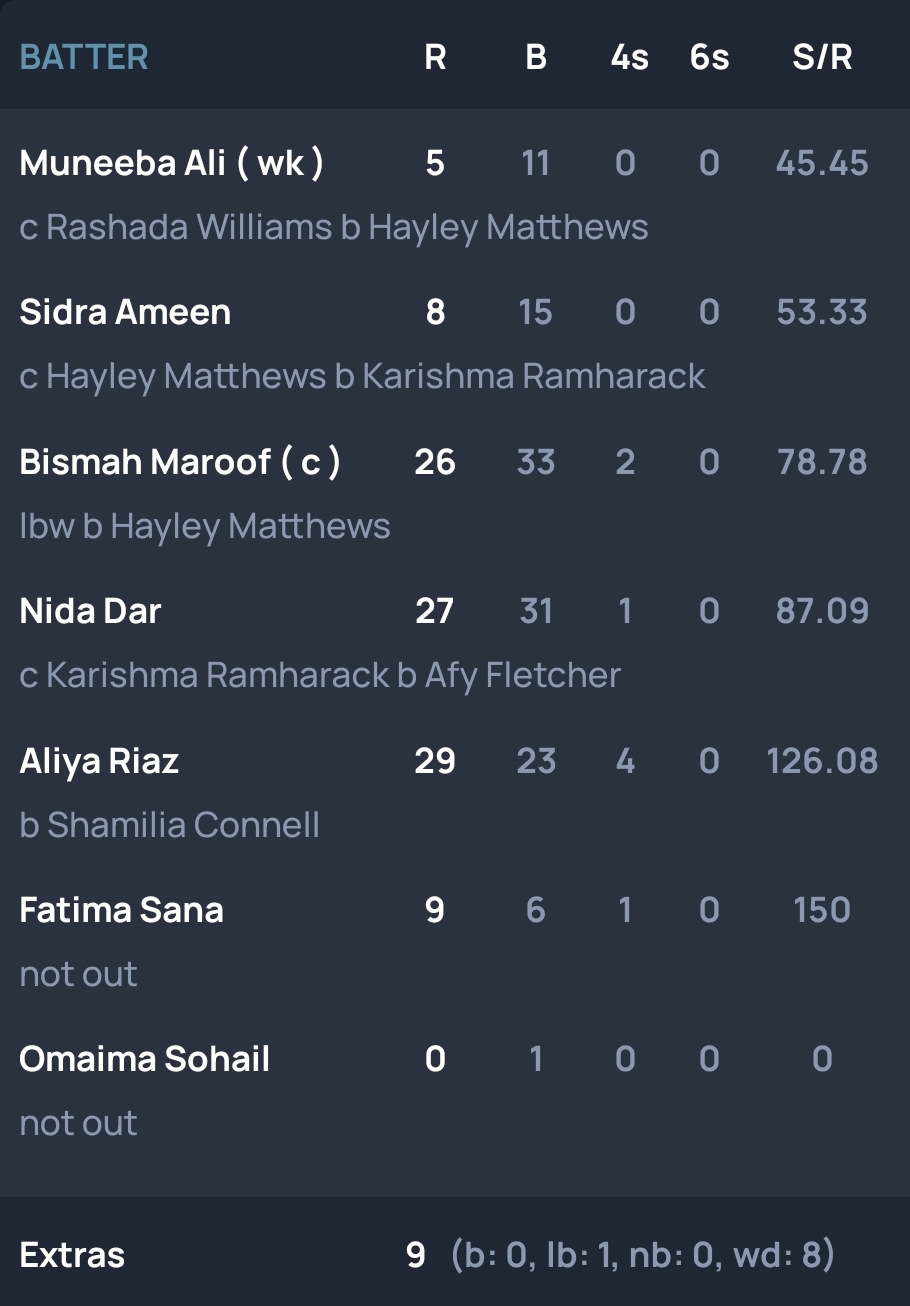 BATTER R B 4s 6s S/R
Muneeba Ali ( wk ) 5 11 0 0 45.45
c Rashada Williams b Hayley Matthews
Sidra Ameen 8 15 0 0 53.33
c Hayley Matthews b Karishma Ramharack
Bismah Maroof ( c ) 26 33 2 0 78.78
lbw b Hayley Matthews
Nida Dar 27 31 1 0 87.09
c Karishma Ramharack b Afy Fletcher
Aliya Riaz 29 23 4 0 126.08
b Shamilia Connell
Fatima Sana 9 6 1 0 150
not out
Omaima Sohail 0 1 0 0 0
not out
Extras 9 (b: 0, lb: 1, nb: 0, wd: 8)